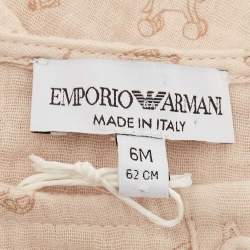 EMPORIO ARMANI
MADE IN ITALY
6M
62 CM